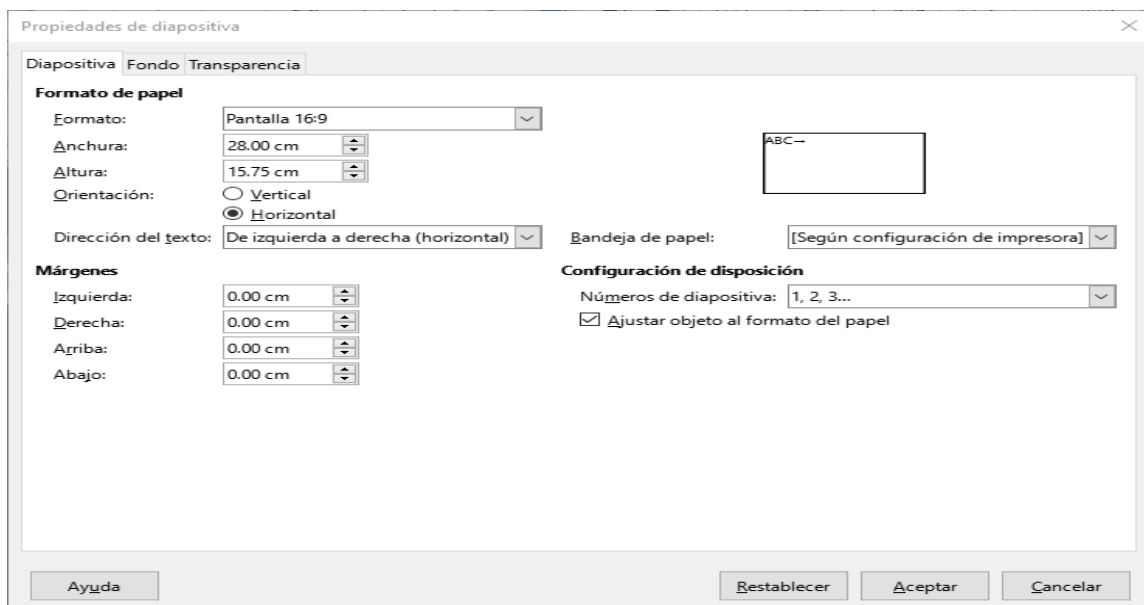 Propiedades de diapositiva
Diapositiva Fondo Transparencia
Formato de papel
Formato: Pantalla 16:9
Anchura: 28.00 cm
Altura: 15.75 cm
Orientación: Vertical
Horizontal
ABC→
Dirección del texto: De izquierda a derecha (horizontal) Bandeja de papel: [Según configuración de impresora]
Márgenes
Izquierda: 0.00 cm
Derecha: 0.00 cm
Arriba: 0.00 cm
Abajo: 0.00 cm
Configuración de disposición
Números de diapositiva: 1, 2, 3...
Ajustar objeto al formato del papel
Ayuda Restablecer Aceptar Cancelar